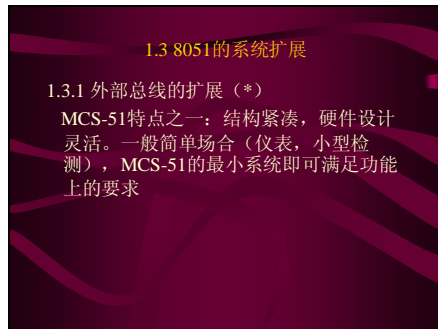 1.3 8051的系统扩展
1.3.1 外部总线的扩展（*）
MCS-51特点之一：结构紧凑，硬件设计
灵活。一般简单场合（仪表，小型检
测），MCS-51的最小系统即可满足功能
上的要求